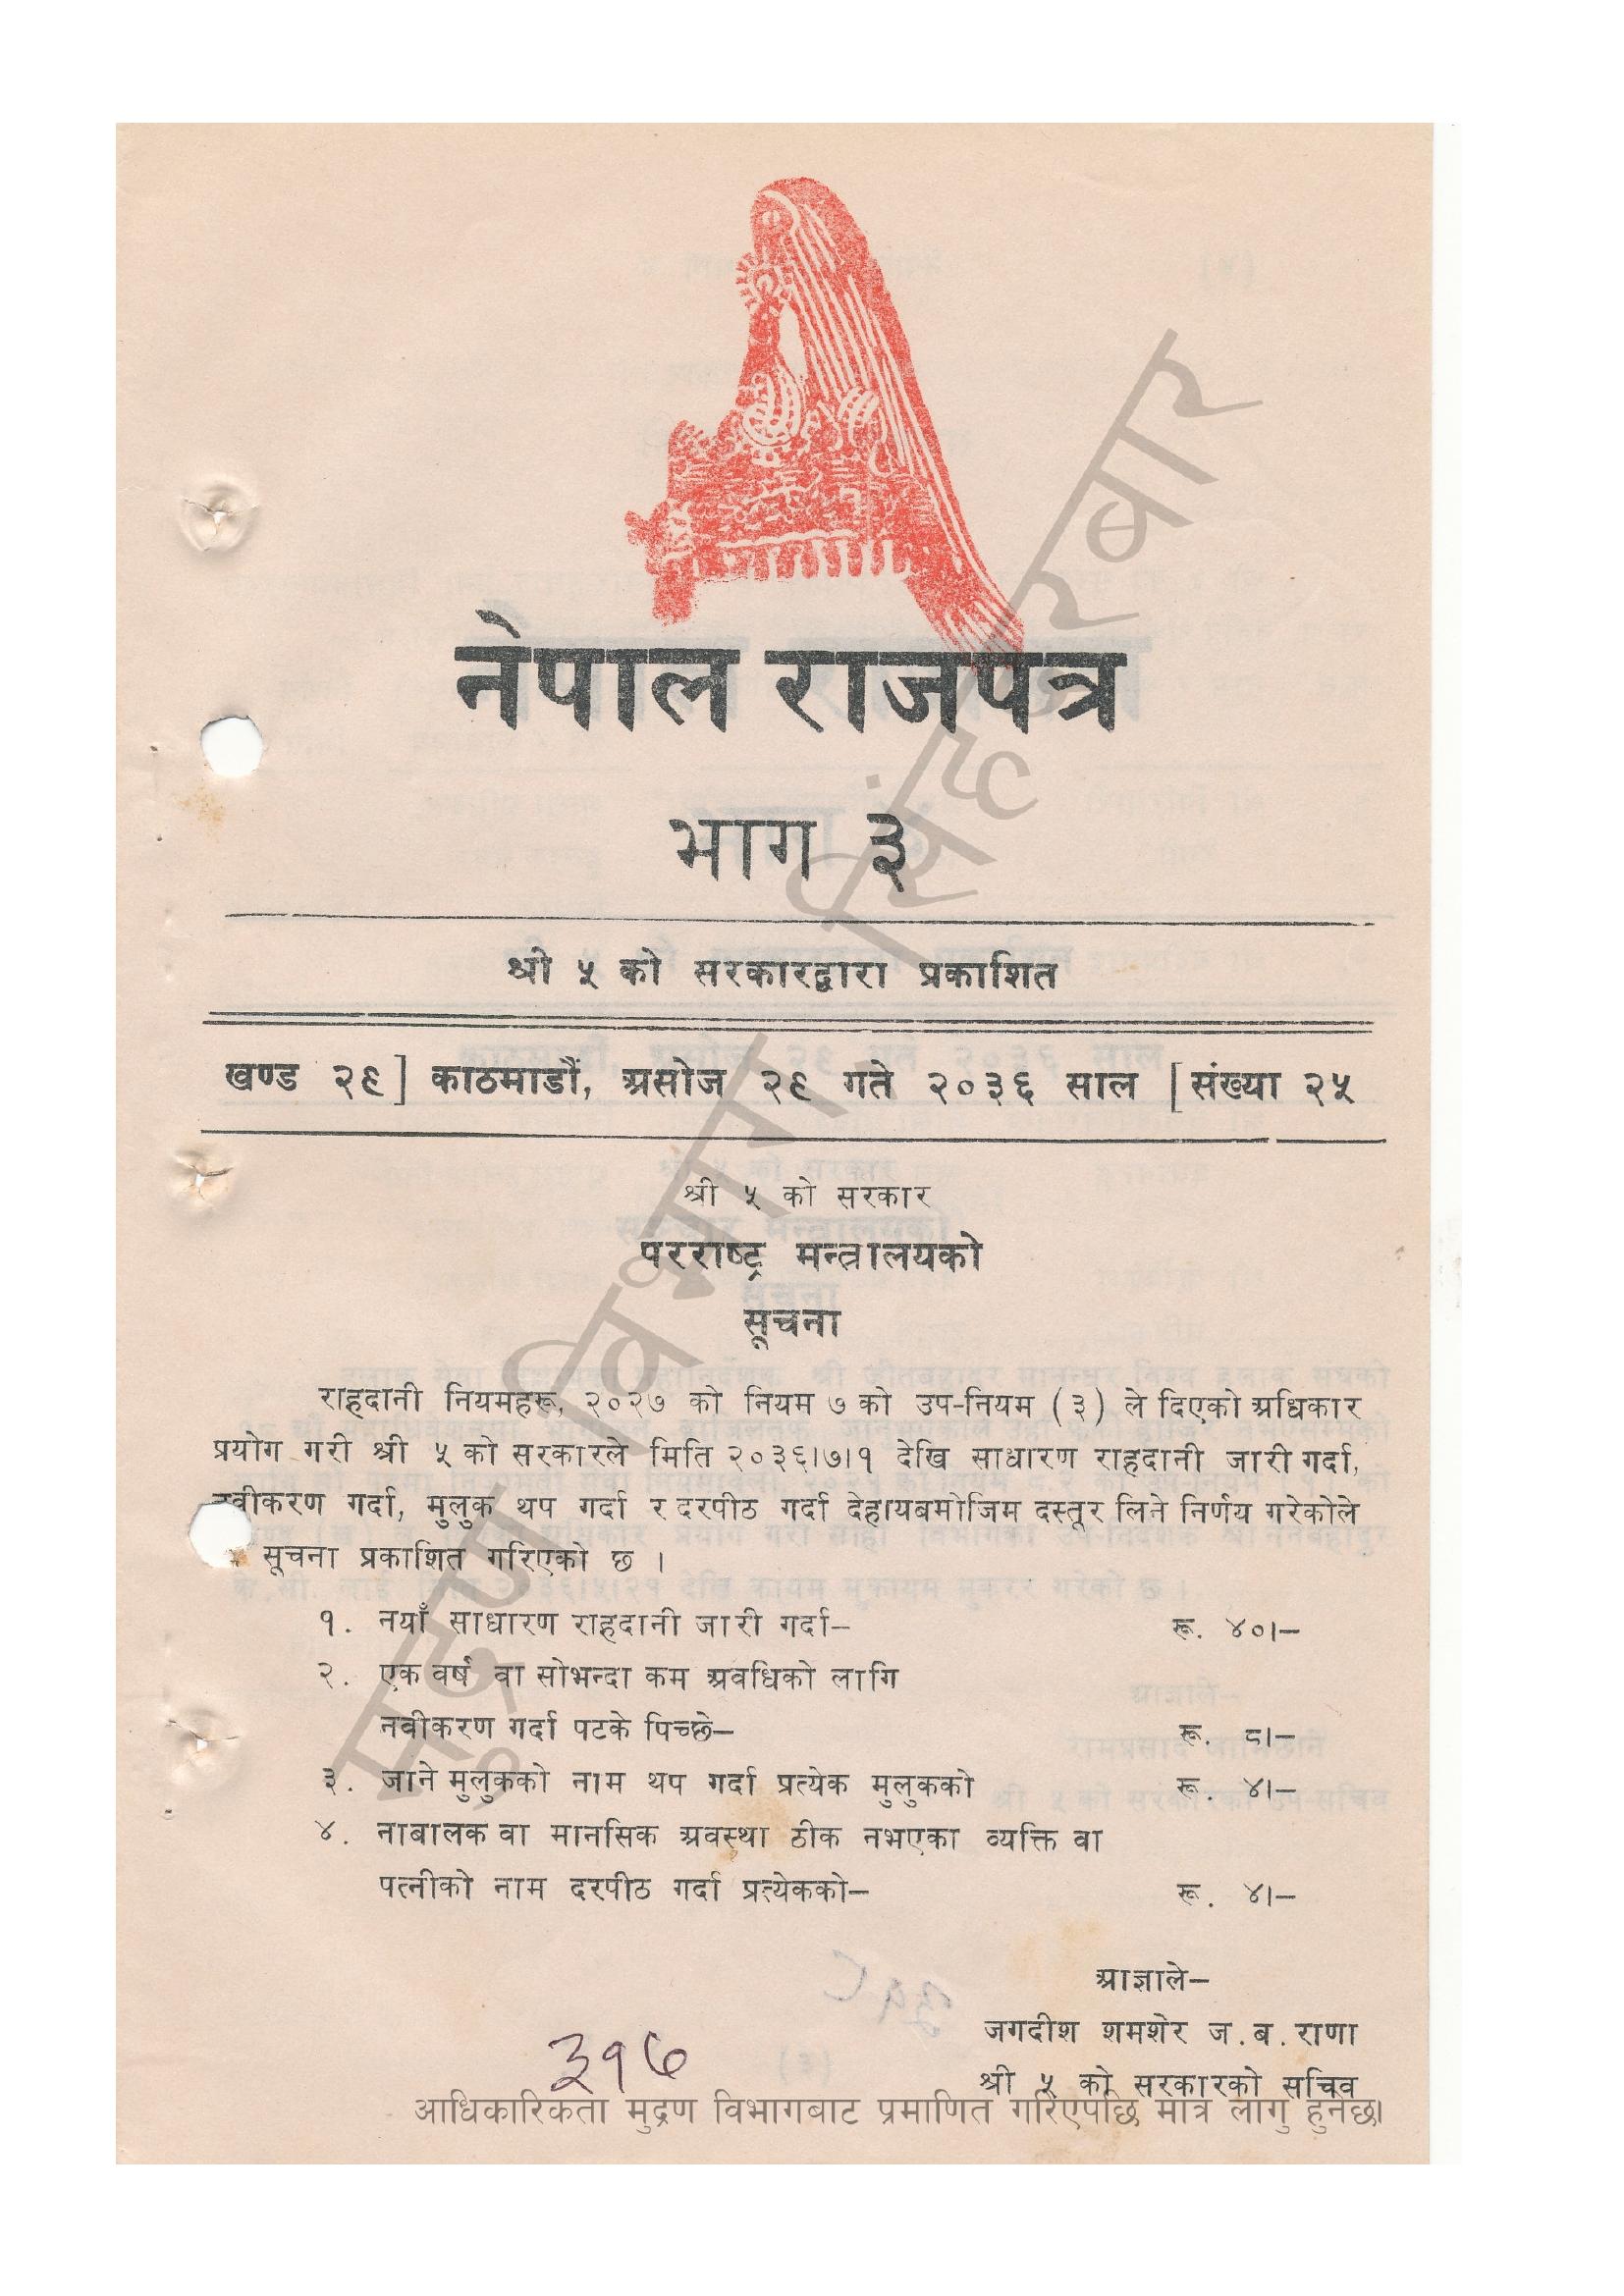 नेपाल राजपत्र
भाग ३
श्री ५ को सरकारद्वारा प्रकाशित
खण्ड २९] काठमाडौं, असोज २९ गते २०३६ साल [संख्या २५
श्री ५ को सरकार
परराष्ट्र मन्त्रालयको
सूचना
राहदानी नियमहरू, २०२७ को नियम ७ को उप-नियम (३) ले दिएको अधिकार
प्रयोग गरी श्री ५ को सरकारले मिति २०३६।७।१ देखि साधारण राहदानी जारी गर्दा,
नवीकरण गर्दा, मुलुक थप गर्दा र दरपीठ गर्दा देहायबमोजिम दस्तूर लिने निर्णय गरेकोले
सूचना प्रकाशित गरिएको छ ।
१. नयाँ साधारण राहदानी जारी गर्दा– रू. ४०।–
२. एक वर्ष वा सोभन्दा कम अवधिको लागि
नवीकरण गर्दा पटके पिच्छे– रू. ८।–
३. जाने मुलुकको नाम थप गर्दा प्रत्येक मुलुकको रू. ४।–
४. नाबालक वा मानसिक अवस्था ठीक नभएका व्यक्ति वा
पत्नीको नाम दरपीठ गर्दा प्रत्येकको– रू. ४।–
आज्ञाले–
जगदीश शमशेर ज.ब. राणा
श्री ५ को सरकारको सचिव
३१७
आधिकारिकता मुद्रण विभागबाट प्रमाणित गरिएपछि मात्र लागु हुनेछ।
मुद्रण विभाग, सिंहदरबार